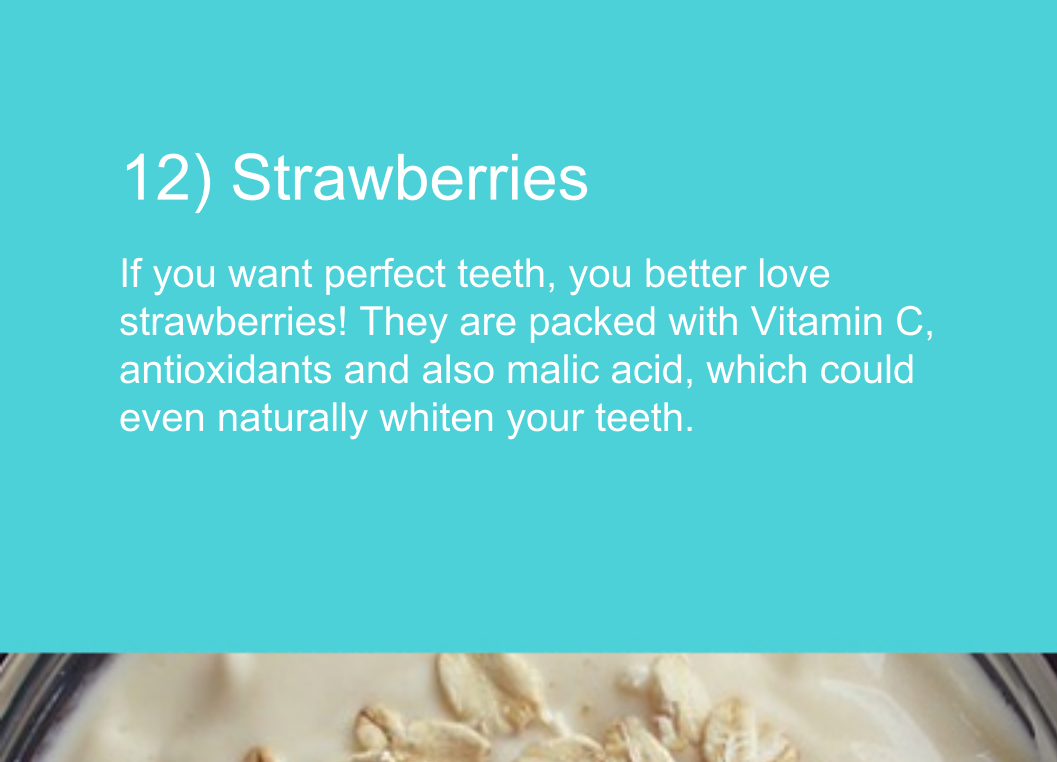 12) Strawberries
If you want perfect teeth, you better love
strawberries! They are packed with Vitamin C,
antioxidants and also malic acid, which could
even naturally whiten your teeth.